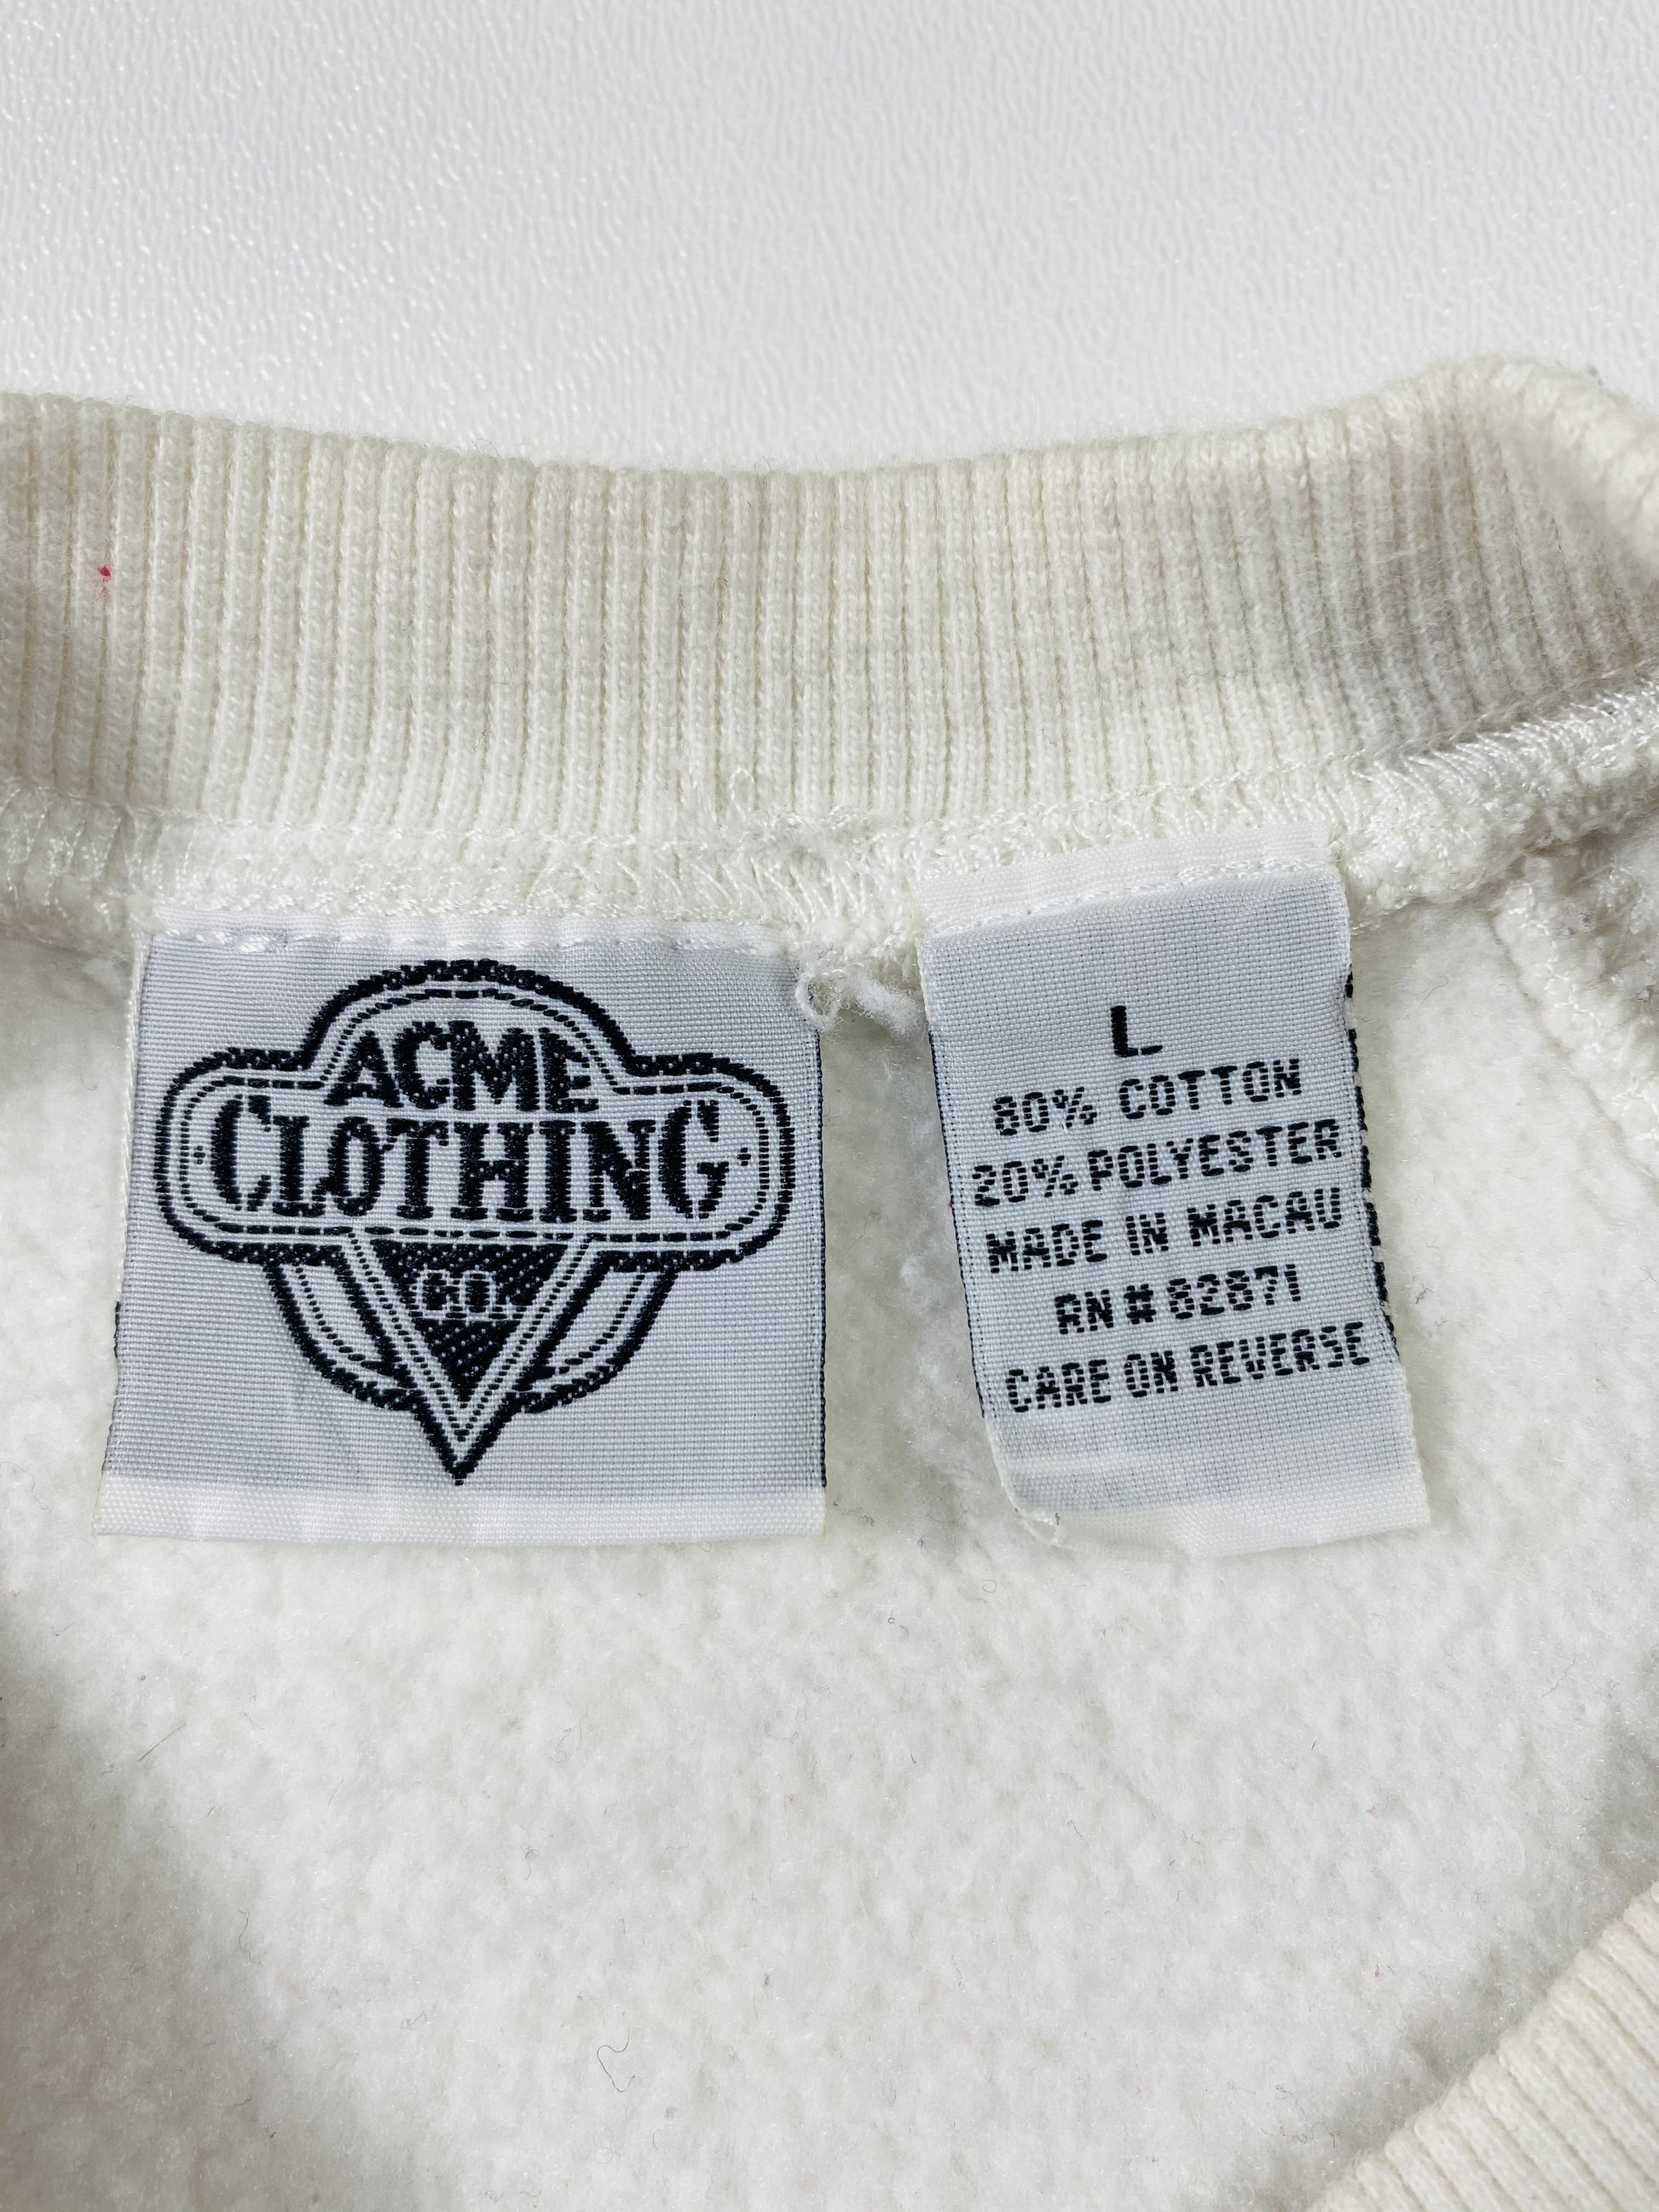 ACME
CLOTHING
CO.
L
80% COTTON
20% POLYESTER
MADE IN MACAU
RN # 82871
CARE ON REVERSE